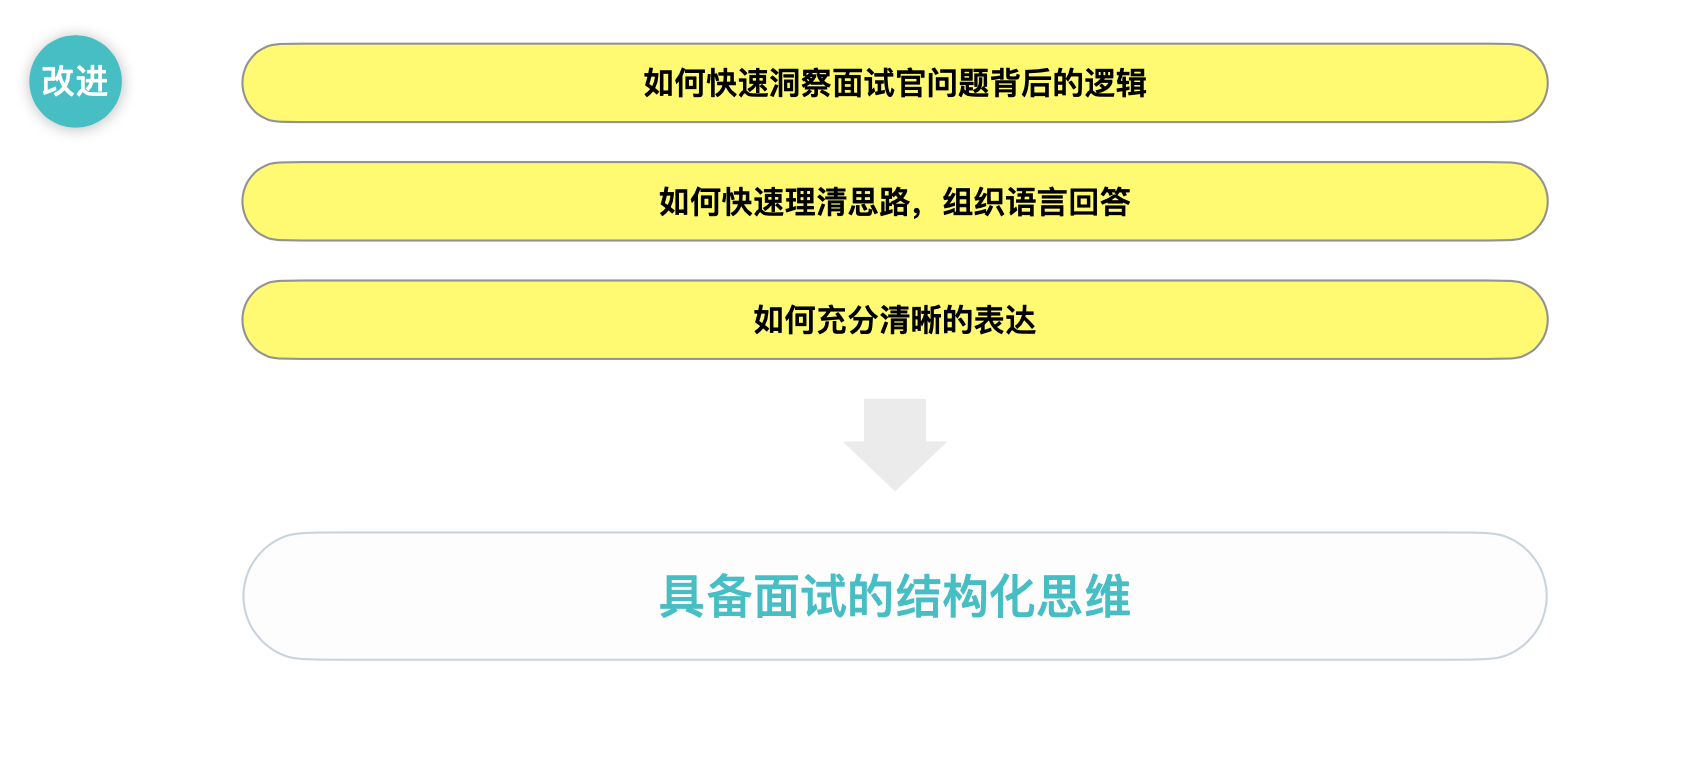 改进
如何快速洞察面试官问题背后的逻辑
如何快速理清思路，组织语言回答
如何充分清晰的表达
具备面试的结构化思维